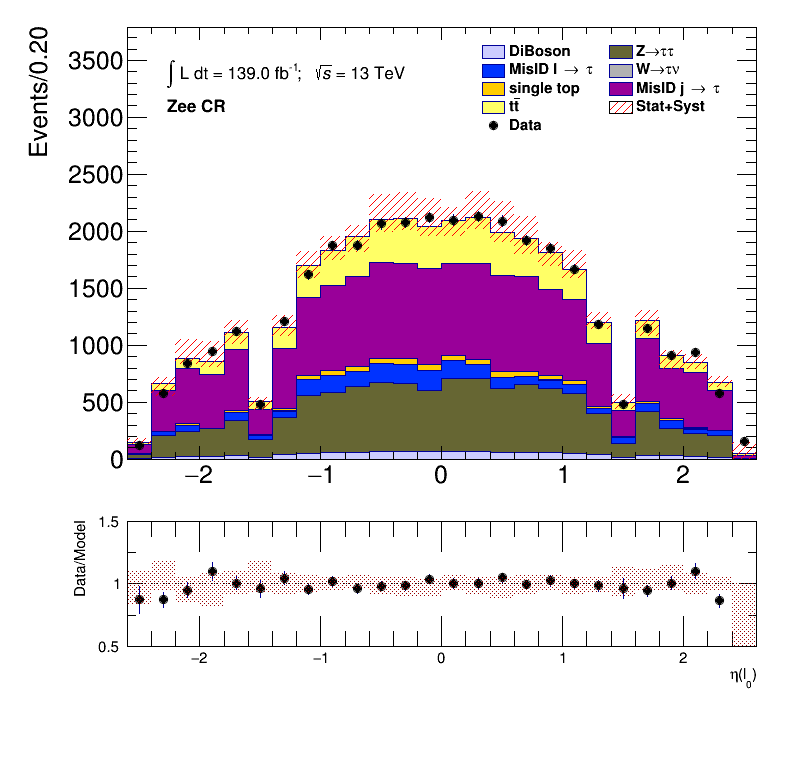 Events/0.20
3500
3000
2500
2000
1500
1000
500
0
∫ L dt = 139.0 fb⁻¹; √s = 13 TeV
Zee CR
DiBoson
MisID l → τ
single top
tt̄
Data
Z→ττ
W→τν
MisID j → τ
Stat+Syst
−2 −1 0 1 2
Data/Model
1.5
1
0.5
−2 −1 0 1 2
η(l₀)